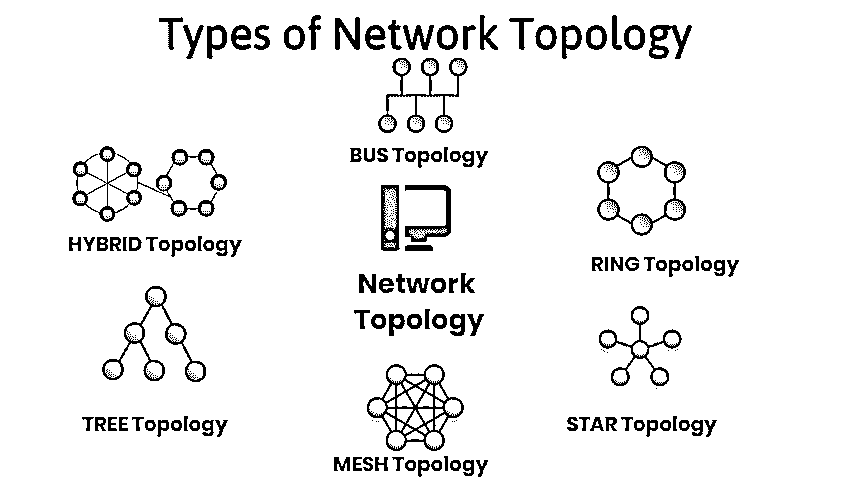 Types of Network Topology
BUS Topology
HYBRID Topology
RING Topology
Network
Topology
TREE Topology
STAR Topology
MESH Topology